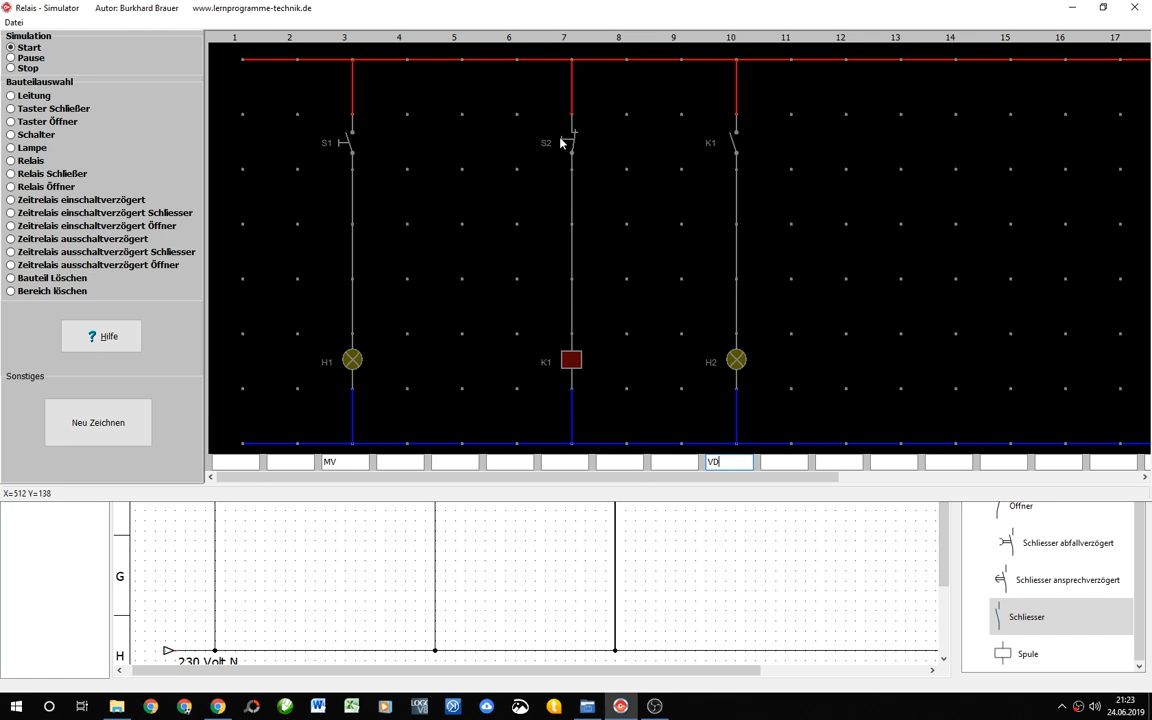 Relais - Simulator Autor: Burkhard Brauer www.lernprogramme-technik.de
Datei
Simulation
Start
Pause
Stop
Bauteilauswahl
Leitung
Taster Schließer
Taster Öffner
Schalter
Lampe
Relais
Relais Schließer
Relais Öffner
Zeitrelais einschaltverzögert
Zeitrelais einschaltverzögert Schliesser
Zeitrelais einschaltverzögert Öffner
Zeitrelais ausschaltverzögert
Zeitrelais ausschaltverzögert Schliesser
Zeitrelais ausschaltverzögert Öffner
Bauteil Löschen
Bereich löschen
? Hilfe
Sonstiges
Neu Zeichnen
1 2 3 4 5 6 7 8 9 10 11 12 13 14 15 16 17
S1 S2 K1
H1 K1 H2
MV VD
X=512 Y=138
G
H
230 Volt N
Öffner
Schliesser abfallverzögert
Schliesser ansprechverzögert
Schliesser
Spule
LOGO V8
21:23
24.06.2019